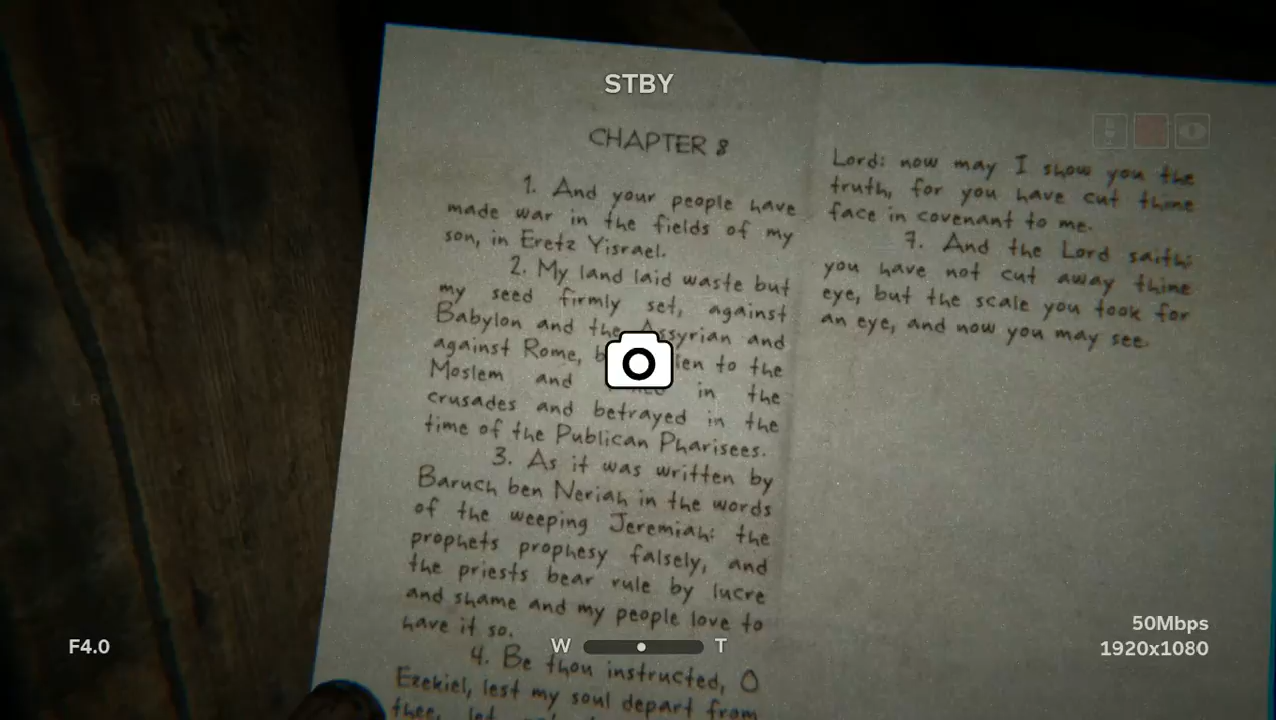 STBY
CHAPTER 8
1. And your people have
made war in the fields of my
son, in Eretz Yisrael.
2. My land laid waste but
my seed firmly set, against
Babylon and the Assyrian and
against Rome, to the
Moslem and in the
crusades and betrayed in the
time of the Publican Pharisees.
3. As it was written by
Baruch ben Neriah in the words
of the weeping Jeremiah: the
prophets prophesy falsely, and
the priests bear rule by lucre
and shame and my people love to
have it so.
4. Be thou instructed, O
Ezekiel, lest my soul depart from
thee,
Lord: now may I show you the
truth, for you have cut thine
face in covenant to me.
7. And the Lord saith:
you have not cut away thine
eye, but the scale you took for
an eye, and now you may see.
L R
F4.0
W T
50Mbps
1920x1080